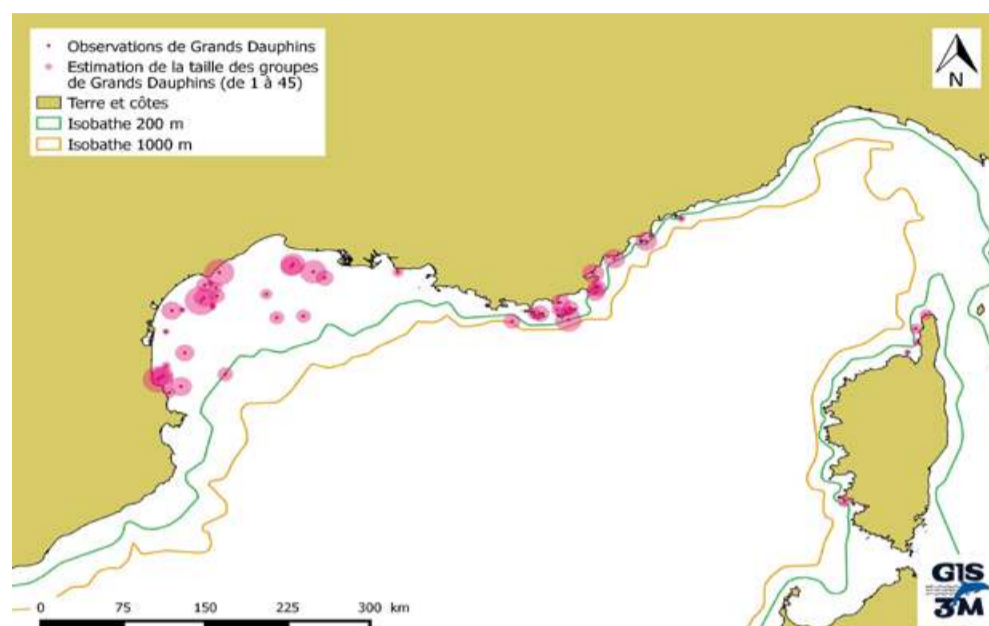 Observations de Grands Dauphins
Estimation de la taille des groupes
de Grands Dauphins (de 1 à 45)
Terre et côtes
Isobathe 200 m
Isobathe 1000 m
N
0 75 150 225 300 km
GIS
3M